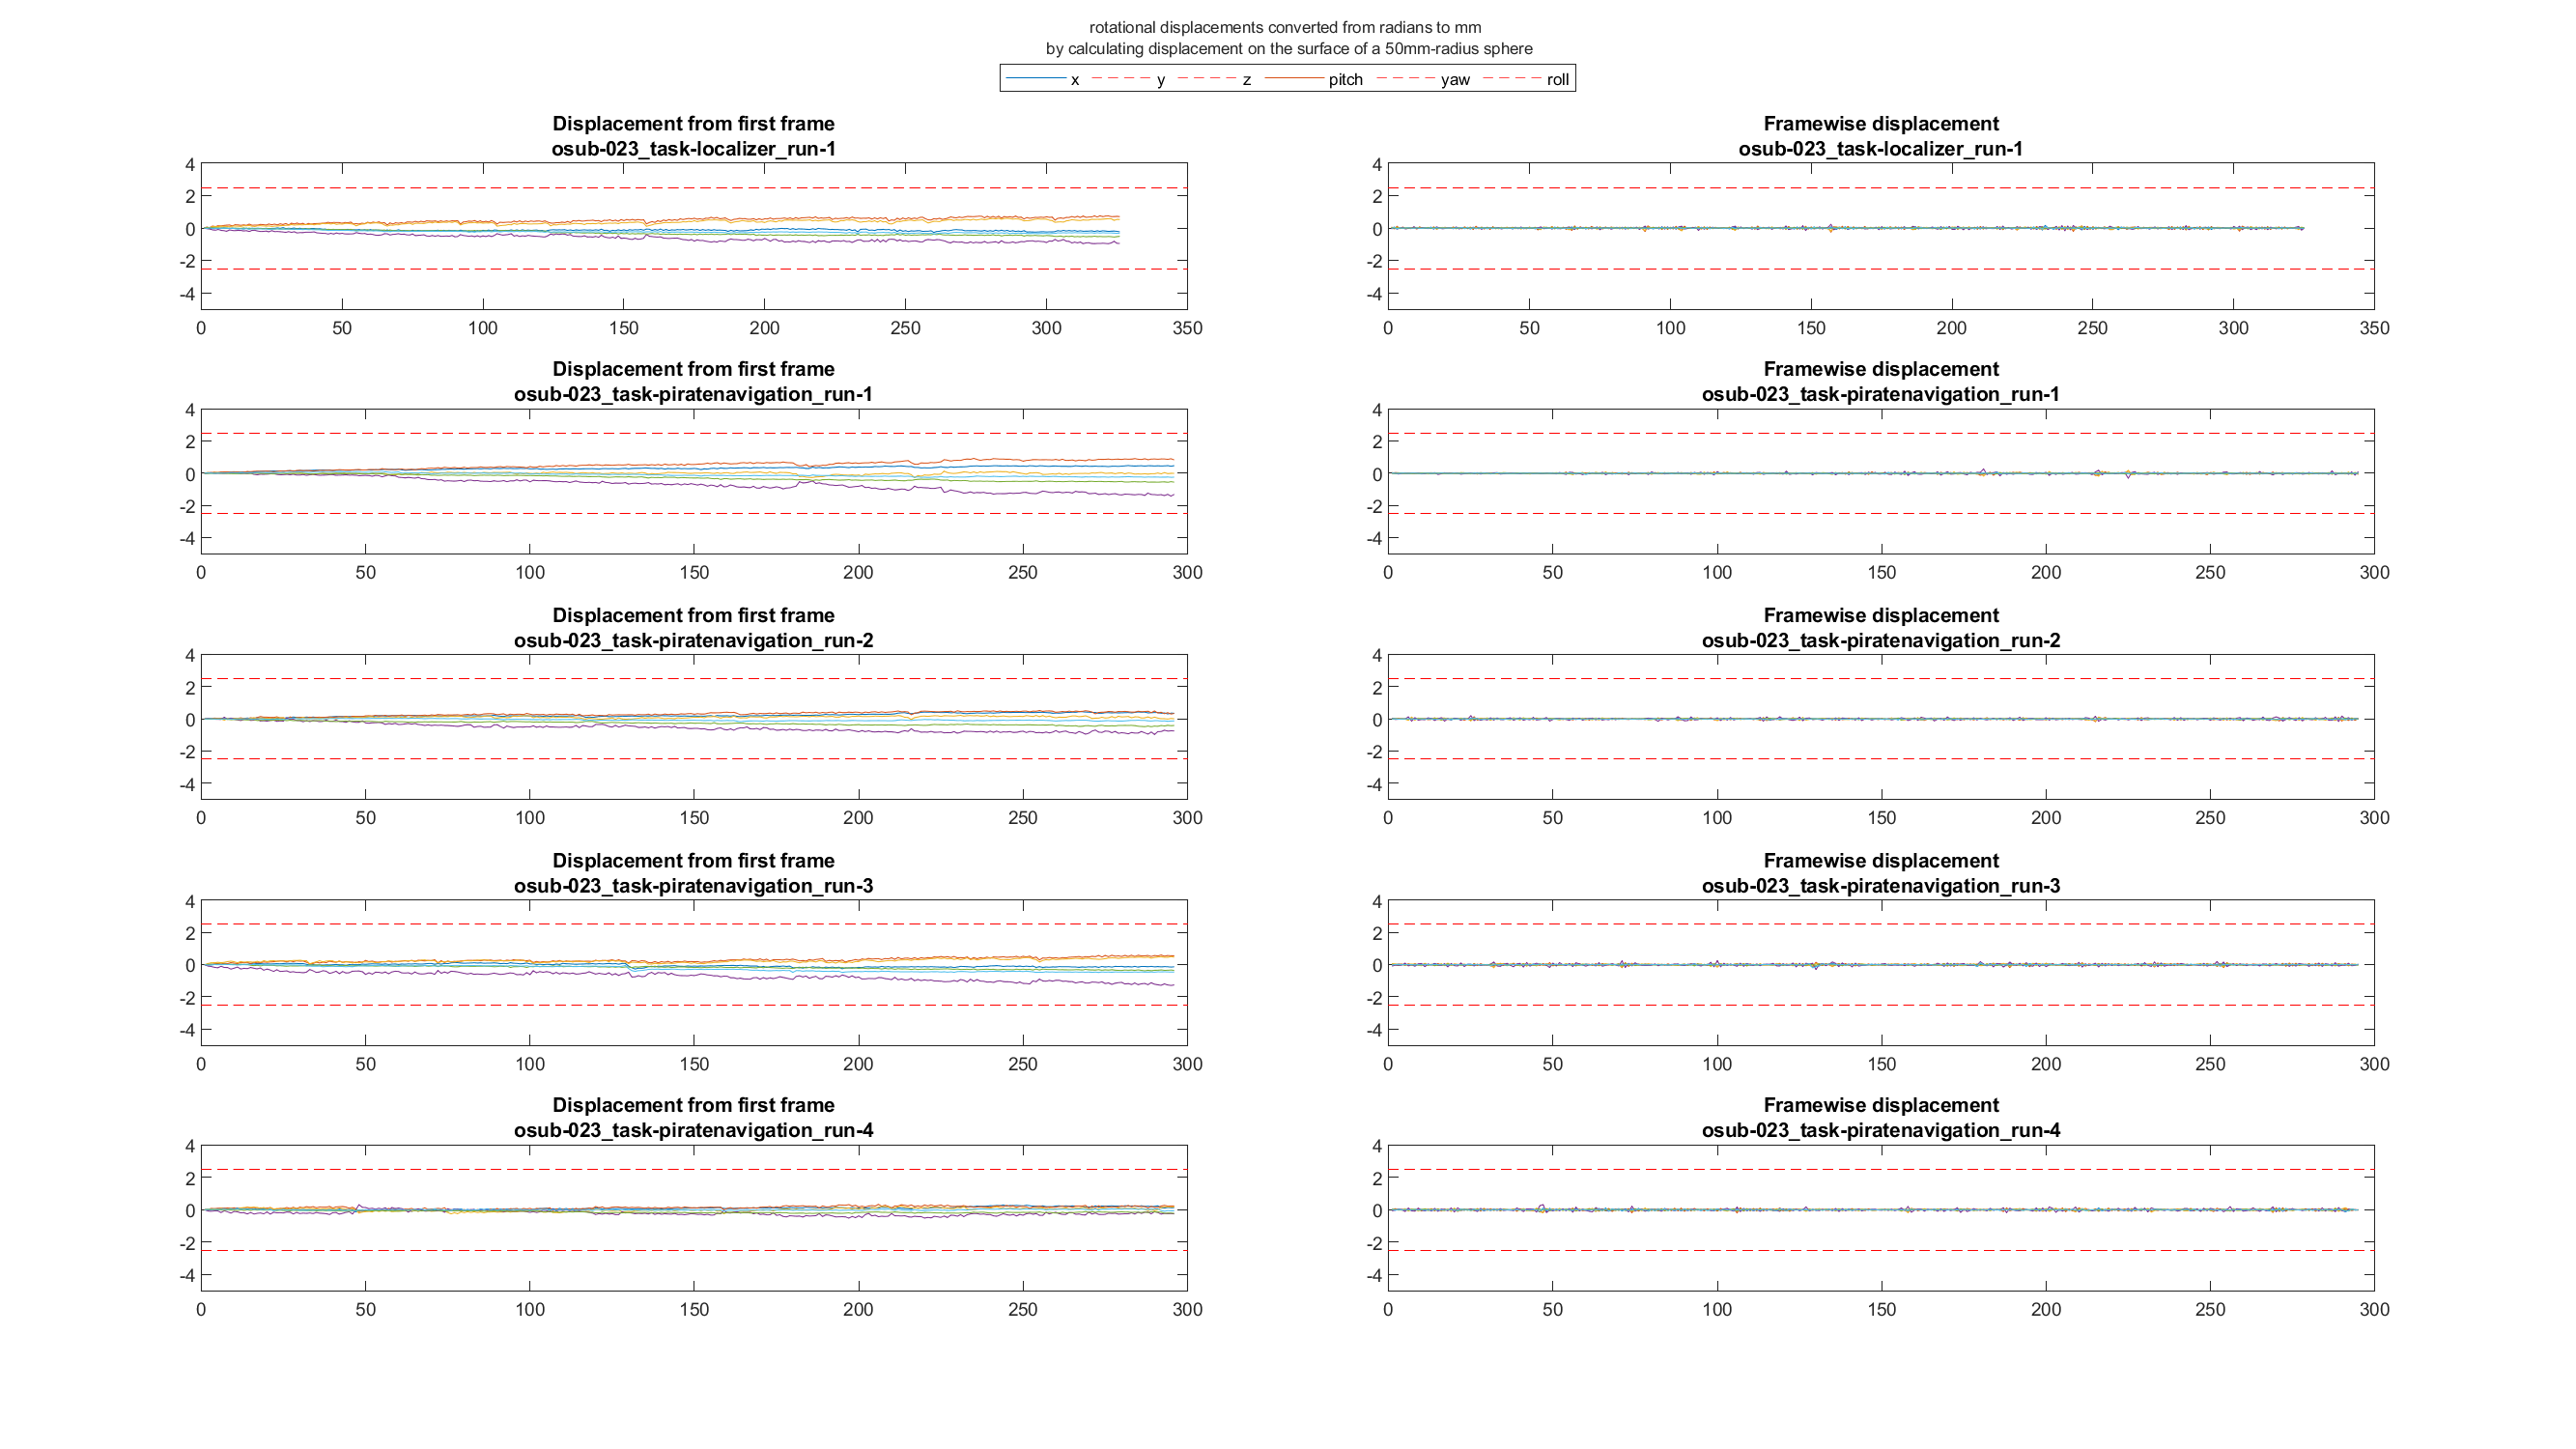 rotational displacements converted from radians to mm
by calculating displacement on the surface of a 50mm-radius sphere
x y z pitch yaw roll
Displacement from first frame
osub-023_task-localizer_run-1
4
2
0
-2
-4
0 50 100 150 200 250 300 350
Framewise displacement
osub-023_task-localizer_run-1
4
2
0
-2
-4
0 50 100 150 200 250 300 350
Displacement from first frame
osub-023_task-piratenavigation_run-1
4
2
0
-2
-4
0 50 100 150 200 250 300
Framewise displacement
osub-023_task-piratenavigation_run-1
4
2
0
-2
-4
0 50 100 150 200 250 300
Displacement from first frame
osub-023_task-piratenavigation_run-2
4
2
0
-2
-4
0 50 100 150 200 250 300
Framewise displacement
osub-023_task-piratenavigation_run-2
4
2
0
-2
-4
0 50 100 150 200 250 300
Displacement from first frame
osub-023_task-piratenavigation_run-3
4
2
0
-2
-4
0 50 100 150 200 250 300
Framewise displacement
osub-023_task-piratenavigation_run-3
4
2
0
-2
-4
0 50 100 150 200 250 300
Displacement from first frame
osub-023_task-piratenavigation_run-4
4
2
0
-2
-4
0 50 100 150 200 250 300
Framewise displacement
osub-023_task-piratenavigation_run-4
4
2
0
-2
-4
0 50 100 150 200 250 300